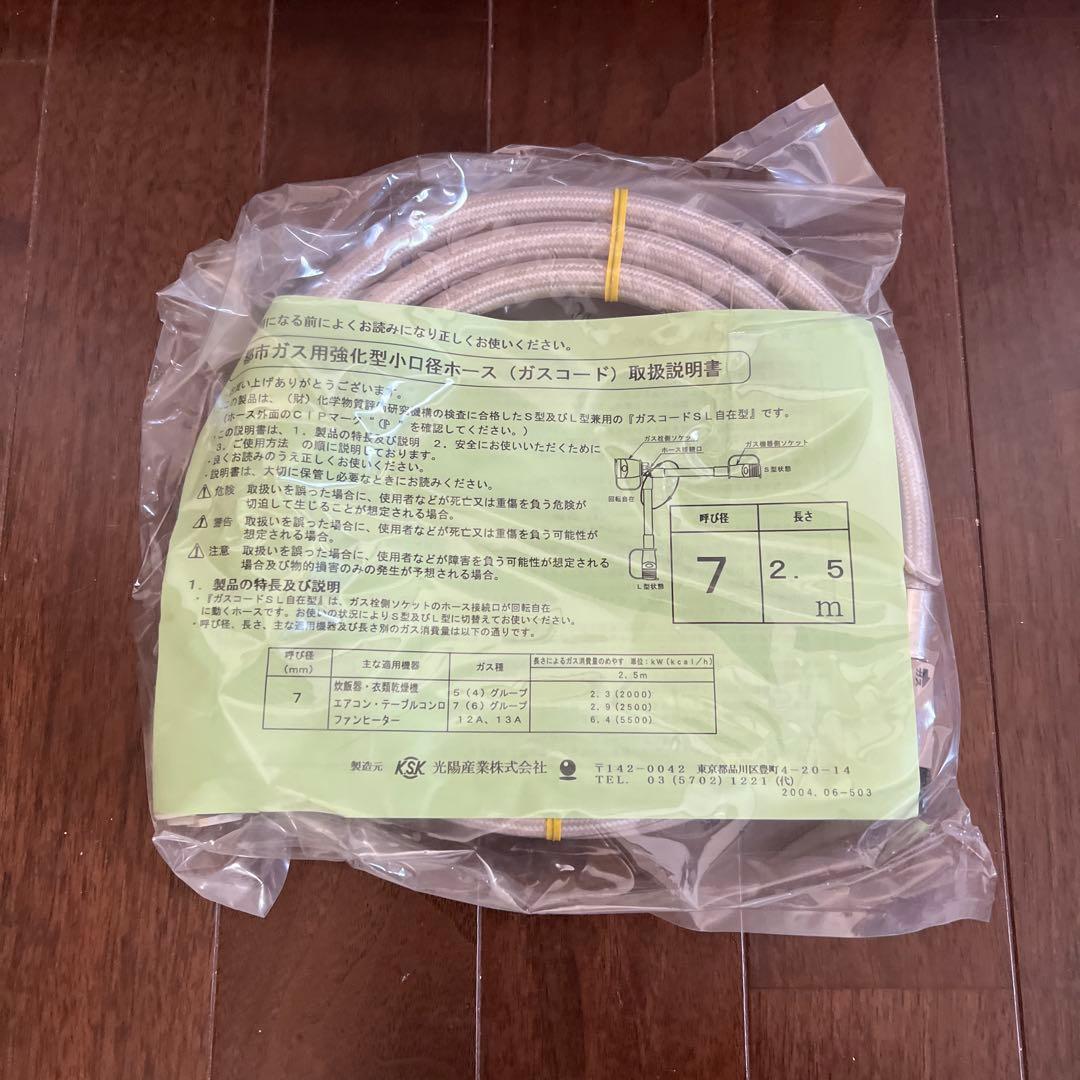 になる前によくお読みになり正しくお使いください。
都市ガス用強化型小口径ホース（ガスコード）取扱説明書
お買い上げありがとうございます。
この製品は、（財）化学物質評価研究機構の検査に合格したＳ型及びＬ型兼用の『ガスコードＳＬ自在型』です。
（ホース外面のＣＩＰマーク“ ”を確認してください。）
・この説明書は、１．製品の特長及び説明 ２．安全にお使いいただくために
３．ご使用方法 の順に説明しております。
・良くお読みのうえ正しくお使いください。
・説明書は、大切に保管し必要なときにお読みください。
危険 取扱いを誤った場合に、使用者などが死亡又は重傷を負う危険が
切迫して生じることが想定される場合。
警告 取扱いを誤った場合に、使用者などが死亡又は重傷を負う可能性が
想定される場合。
注意 取扱いを誤った場合に、使用者などが障害を負う可能性が想定される
場合及び物的損害のみの発生が予想される場合。
ガス栓側ソケット
ホース接続口
ガス機器側ソケット
Ｓ型状態
回転自在
Ｌ型状態
呼び径 長さ
７ ２．５ｍ
１．製品の特長及び説明
・『ガスコードＳＬ自在型』は、ガス栓側ソケットのホース接続口が回転自在
に動くホースです。お使いの状況によりＳ型及びＬ型に切替えてお使いください。
・呼び径、長さ、主な適用機器及び長さ別のガス消費量は以下の通りです。
呼び径（mm） 主な適用機器 ガス種 長さによるガス消費量のめやす 単位：kW（kcal/h）
２．５m
７ 炊飯器・衣類乾燥機 ５（４）グループ ２．３（2000）
エアコン・テーブルコンロ ７（６）グループ ２．９（2500）
ファンヒーター １２Ａ、１３Ａ ６．４（5500）
製造元 KSK 光陽産業株式会社 〒１４２－００４２ 東京都品川区豊町４－２０－１４
ＴＥＬ． ０３（５７０２）１２２１（代）
２００４．０６－５０３